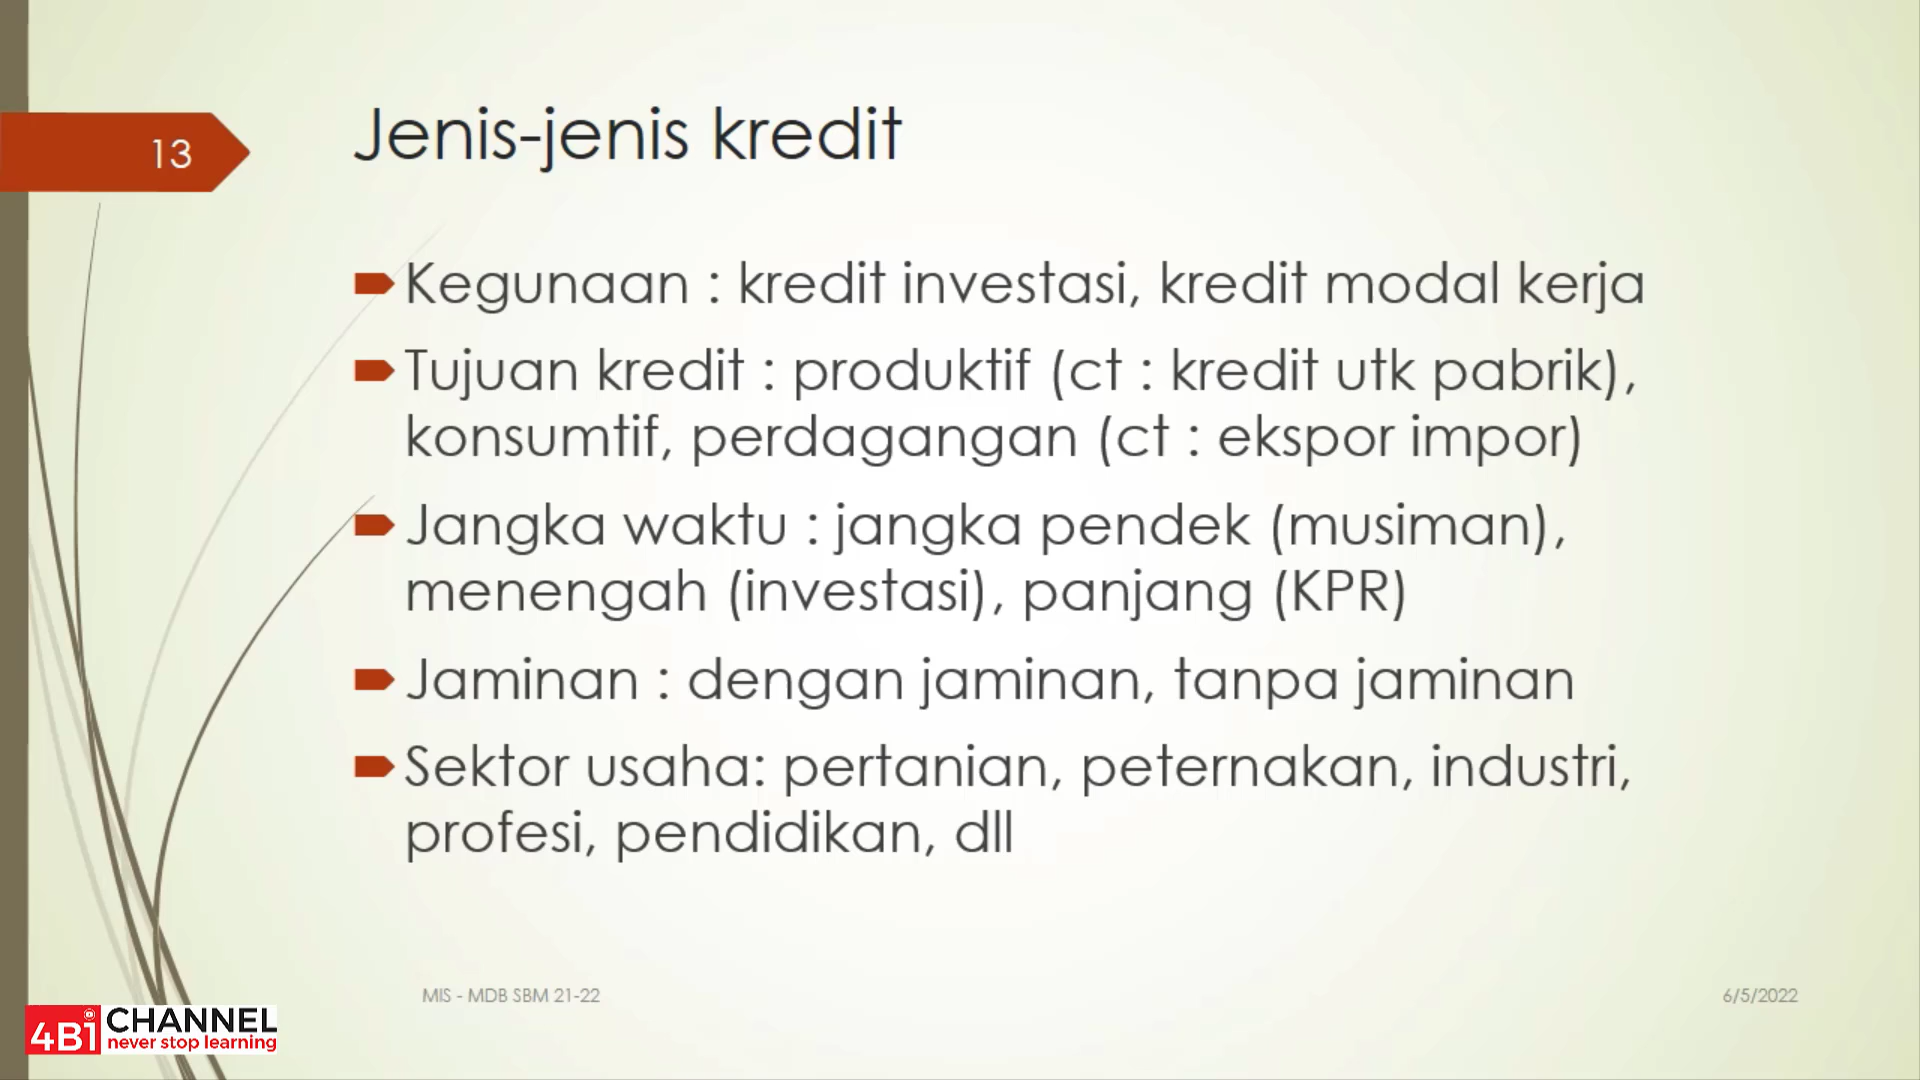 13
Jenis-jenis kredit
Kegunaan : kredit investasi, kredit modal kerja
Tujuan kredit : produktif (ct : kredit utk pabrik),
konsumtif, perdagangan (ct : ekspor impor)
Jangka waktu : jangka pendek (musiman),
menengah (investasi), panjang (KPR)
Jaminan : dengan jaminan, tanpa jaminan
Sektor usaha: pertanian, peternakan, industri,
profesi, pendidikan, dll
MIS - MDB SBM 21-22
6/5/2022
4Bi CHANNEL
never stop learning